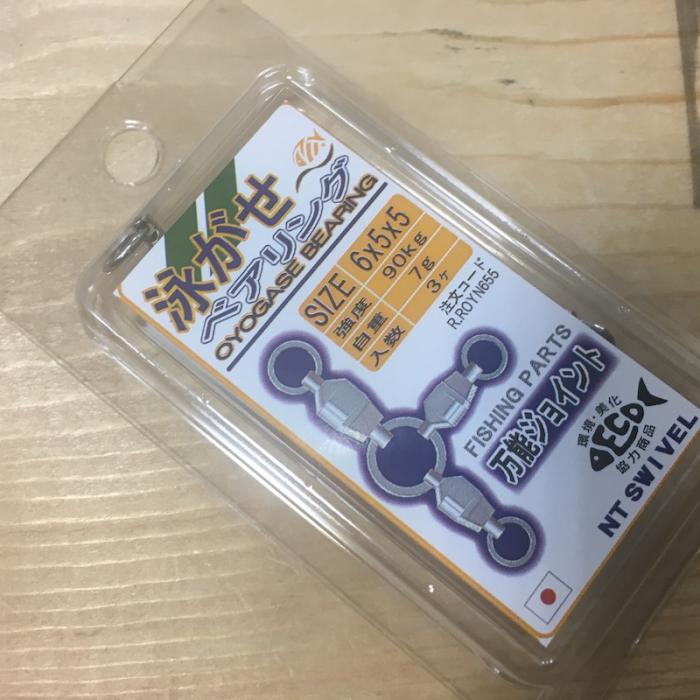 泳がせ
ベアリング
OYOGASE BEARING
SIZE 6x5x5
強度 90kg
自重 7g
入数 3ヶ
注文コード
R.ROYN655
FISHING PARTS
万能ジョイント
環境・美化
ECO
協力商品
NT SWIVEL